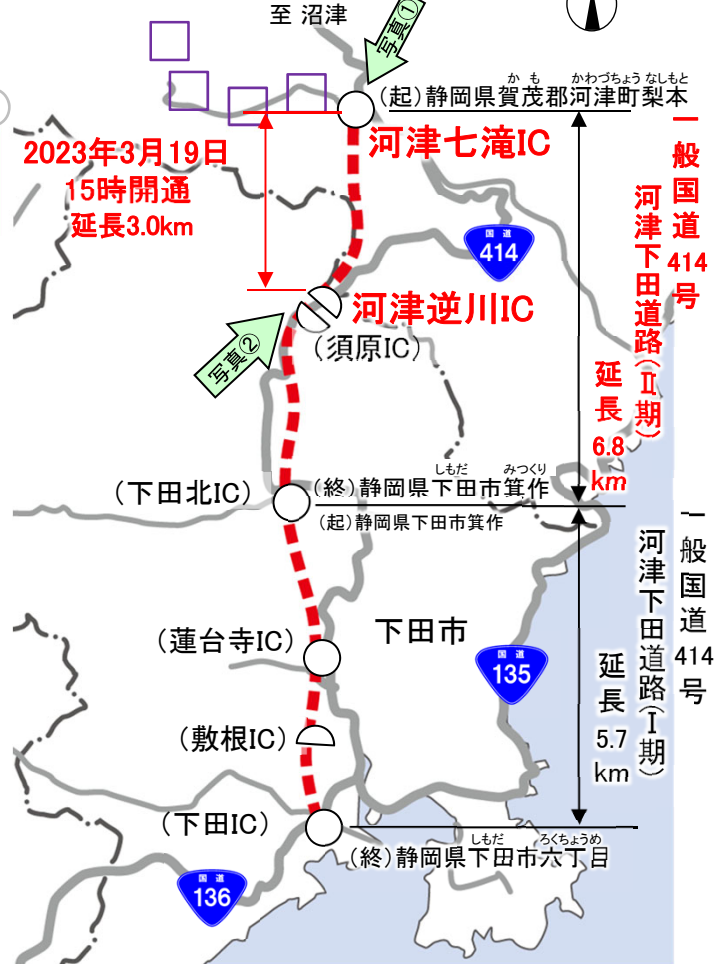 至 沼津
写真①
か も
かわづちょう なしもと
(起)静岡県賀茂郡河津町梨本
河津七滝IC
2023年3月19日
15時開通
延長3.0km
一般国道414号
河津下田道路(Ⅱ期)
延長6.8km
国道
414
河津逆川IC
(須原IC)
写真②
しもだ
みつくり
(下田北IC)
(終)静岡県下田市箕作
(起)静岡県下田市箕作
一般国道414号
河津下田道路(Ⅰ期)
延長5.7km
(蓮台寺IC)
下田市
国道
135
(敷根IC)
(下田IC)
しもだ
ろくちょうめ
(終)静岡県下田市六丁目
国道
136